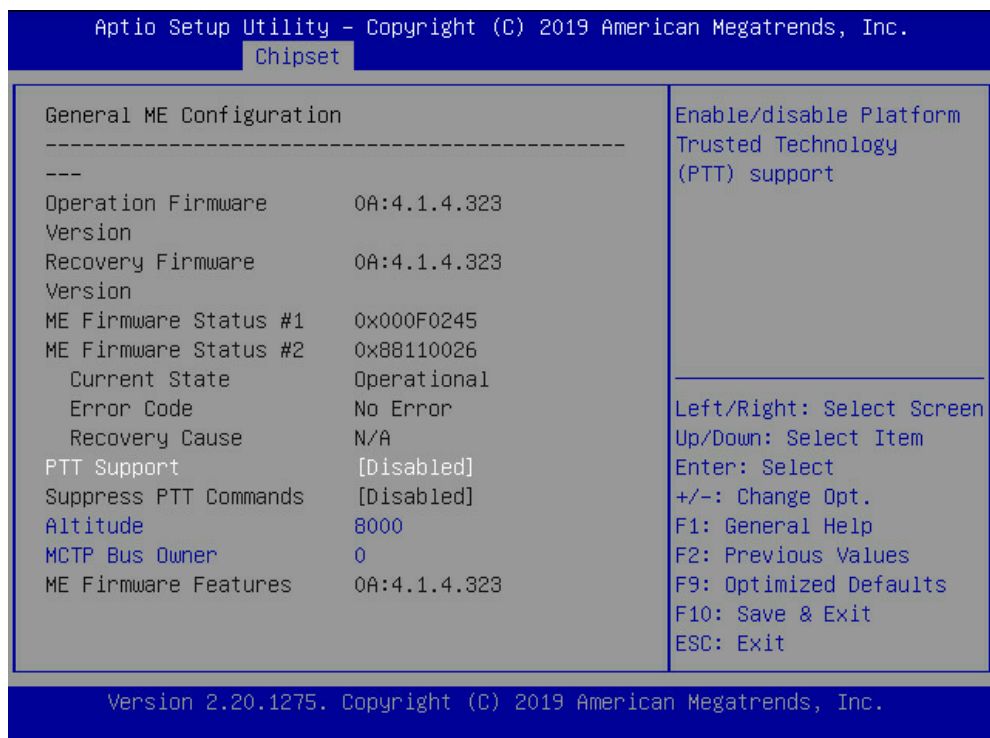 Aptio Setup Utility – Copyright (C) 2019 American Megatrends, Inc.
Chipset
General ME Configuration
------------------------------------------------
---
Operation Firmware 0A:4.1.4.323
Version
Recovery Firmware 0A:4.1.4.323
Version
ME Firmware Status #1 0x000F0245
ME Firmware Status #2 0x88110026
Current State Operational
Error Code No Error
Recovery Cause N/A
PTT Support [Disabled]
Suppress PTT Commands [Disabled]
Altitude 8000
MCTP Bus Owner 0
ME Firmware Features 0A:4.1.4.323
Enable/disable Platform
Trusted Technology
(PTT) support
Left/Right: Select Screen
Up/Down: Select Item
Enter: Select
+/-: Change Opt.
F1: General Help
F2: Previous Values
F9: Optimized Defaults
F10: Save & Exit
ESC: Exit
Version 2.20.1275. Copyright (C) 2019 American Megatrends, Inc.